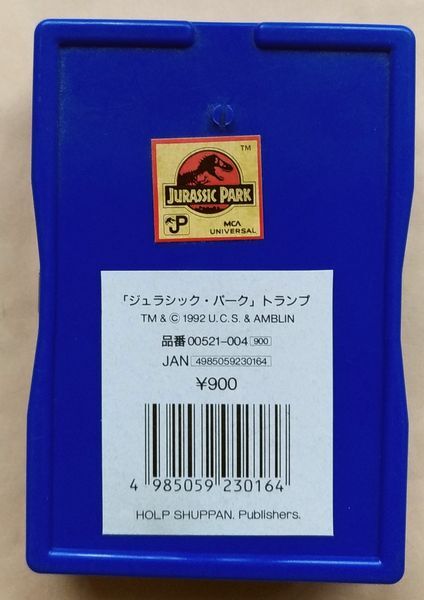 TM
JURASSIC PARK
JP
MCA
UNIVERSAL
「ジュラシック・パーク」トランプ
TM & © 1992 U.C.S. & AMBLIN
品番 00521-004 900
JAN 4985059230164
¥900
4 985059 230164
HOLP SHUPPAN. Publishers.